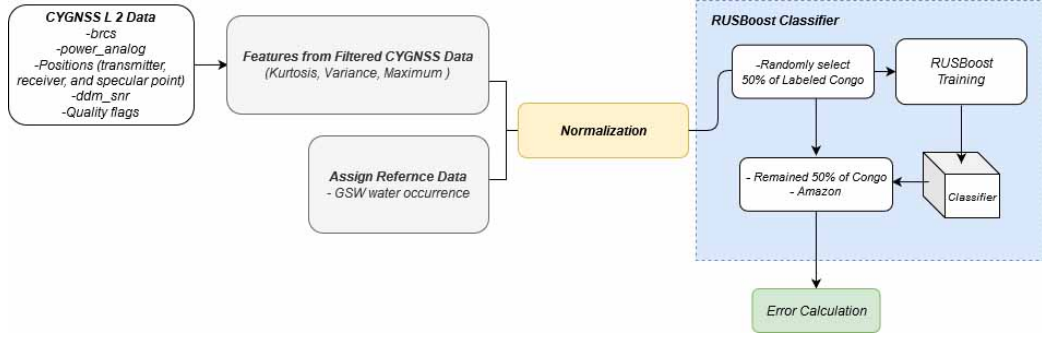 CYGNSS L 2 Data
-brcs
-power_analog
-Positions (transmitter,
receiver, and specular point)
-ddm_snr
-Quality flags
Features from Filtered CYGNSS Data
(Kurtosis, Variance, Maximum )
Assign Refernce Data
- GSW water occurrence
Normalization
RUSBoost Classifier
-Randomly select
50% of Labeled Congo
RUSBoost
Training
- Remained 50% of Congo
- Amazon
Classifier
Error Calculation